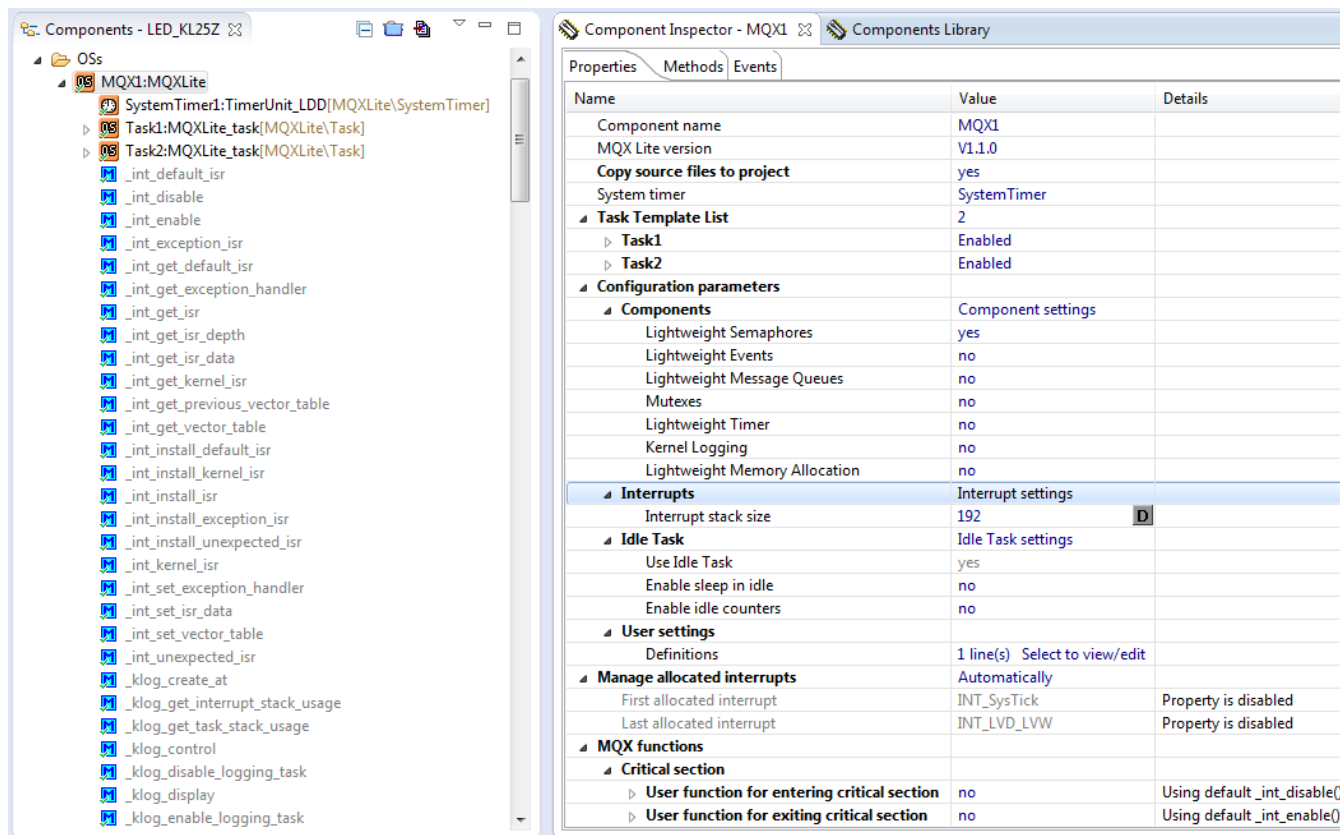 Components - LED_KL25Z
OSs
MQX1:MQXLite
SystemTimer1:TimerUnit_LDD[MQXLite\SystemTimer]
Task1:MQXLite_task[MQXLite\Task]
Task2:MQXLite_task[MQXLite\Task]
_int_default_isr
_int_disable
_int_enable
_int_exception_isr
_int_get_default_isr
_int_get_exception_handler
_int_get_isr
_int_get_isr_depth
_int_get_isr_data
_int_get_kernel_isr
_int_get_previous_vector_table
_int_get_vector_table
_int_install_default_isr
_int_install_kernel_isr
_int_install_isr
_int_install_exception_isr
_int_install_unexpected_isr
_int_kernel_isr
_int_set_exception_handler
_int_set_isr_data
_int_set_vector_table
_int_unexpected_isr
_klog_create_at
_klog_get_interrupt_stack_usage
_klog_get_task_stack_usage
_klog_control
_klog_disable_logging_task
_klog_display
_klog_enable_logging_task
Component Inspector - MQX1 Components Library
Properties Methods Events
Name Value Details
Component name MQX1
MQX Lite version V1.1.0
Copy source files to project yes
System timer SystemTimer
Task Template List 2
Task1 Enabled
Task2 Enabled
Configuration parameters
Components Component settings
Lightweight Semaphores yes
Lightweight Events no
Lightweight Message Queues no
Mutexes no
Lightweight Timer no
Kernel Logging no
Lightweight Memory Allocation no
Interrupts Interrupt settings
Interrupt stack size 192 D
Idle Task Idle Task settings
Use Idle Task yes
Enable sleep in idle no
Enable idle counters no
User settings
Definitions 1 line(s) Select to view/edit
Manage allocated interrupts Automatically
First allocated interrupt INT_SysTick Property is disabled
Last allocated interrupt INT_LVD_LVW Property is disabled
MQX functions
Critical section
User function for entering critical section no Using default _int_disable()
User function for exiting critical section no Using default _int_enable()